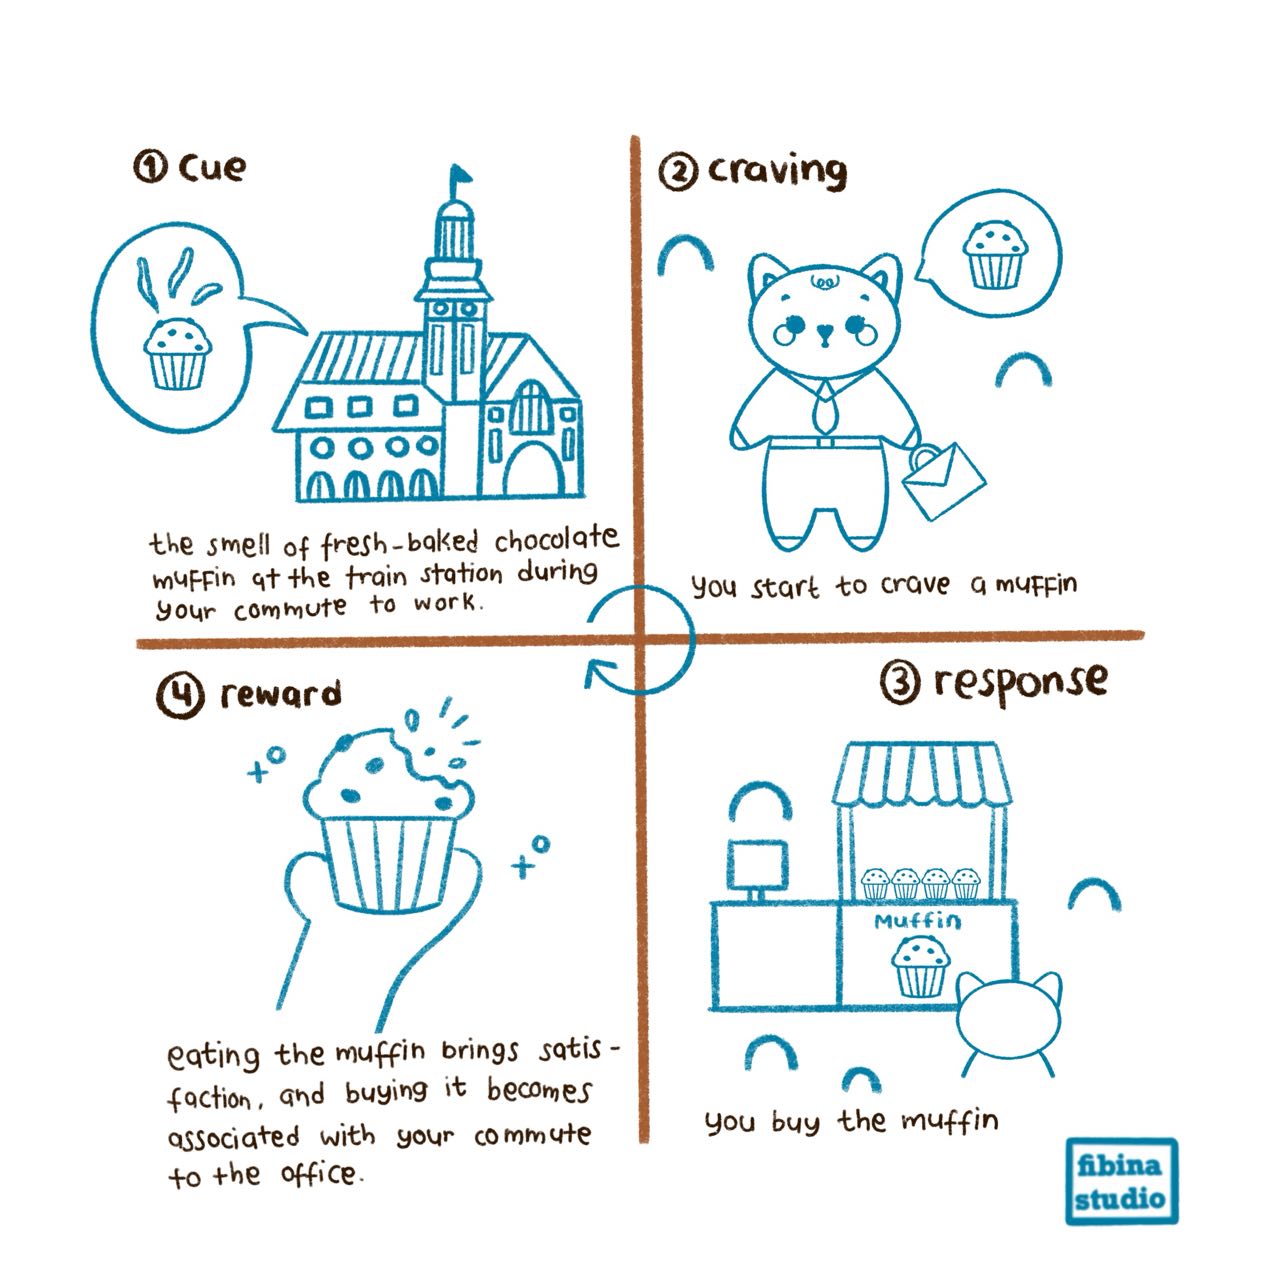 ① cue
the smell of fresh-baked chocolate
muffin at the train station during
your commute to work.
② craving
you start to crave a muffin
③ response
Muffin
you buy the muffin
④ reward
eating the muffin brings satis-
faction, and buying it becomes
associated with your commute
to the office.
fibina
studio